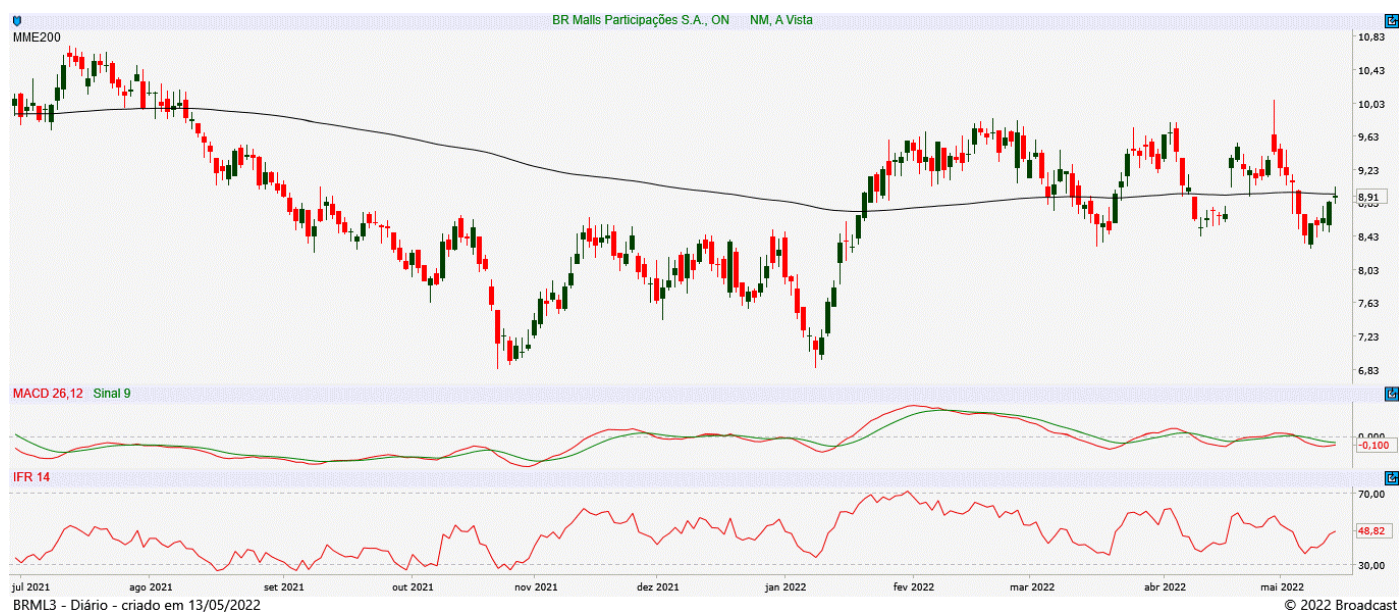 BR Malls Participações S.A., ON NM, A Vista
MME200
10,83
10,43
10,03
9,63
9,23
8,91
8,43
8,03
7,63
7,23
6,83
MACD 26,12 Sinal 9
0,000
-0,100
IFR 14
70,00
48,82
30,00
jul 2021 ago 2021 set 2021 out 2021 nov 2021 dez 2021 jan 2022 fev 2022 mar 2022 abr 2022 mai 2022
BRML3 - Diário - criado em 13/05/2022 © 2022 Broadcast